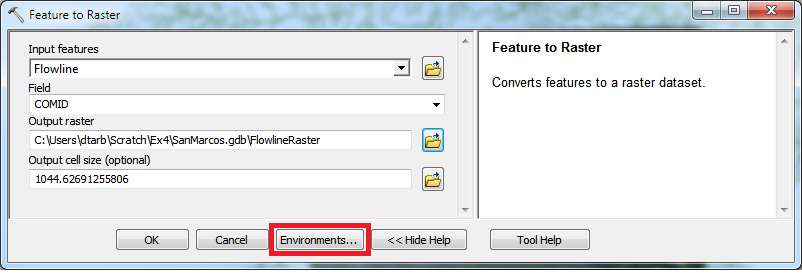 Feature to Raster
Input features
Flowline
Field
COMID
Output raster
C:\Users\dtarb\Scratch\Ex4\SanMarcos.gdb\FlowlineRaster
Output cell size (optional)
1044.62691255806
Feature to Raster
Converts features to a raster dataset.
OK
Cancel
Environments...
<< Hide Help
Tool Help